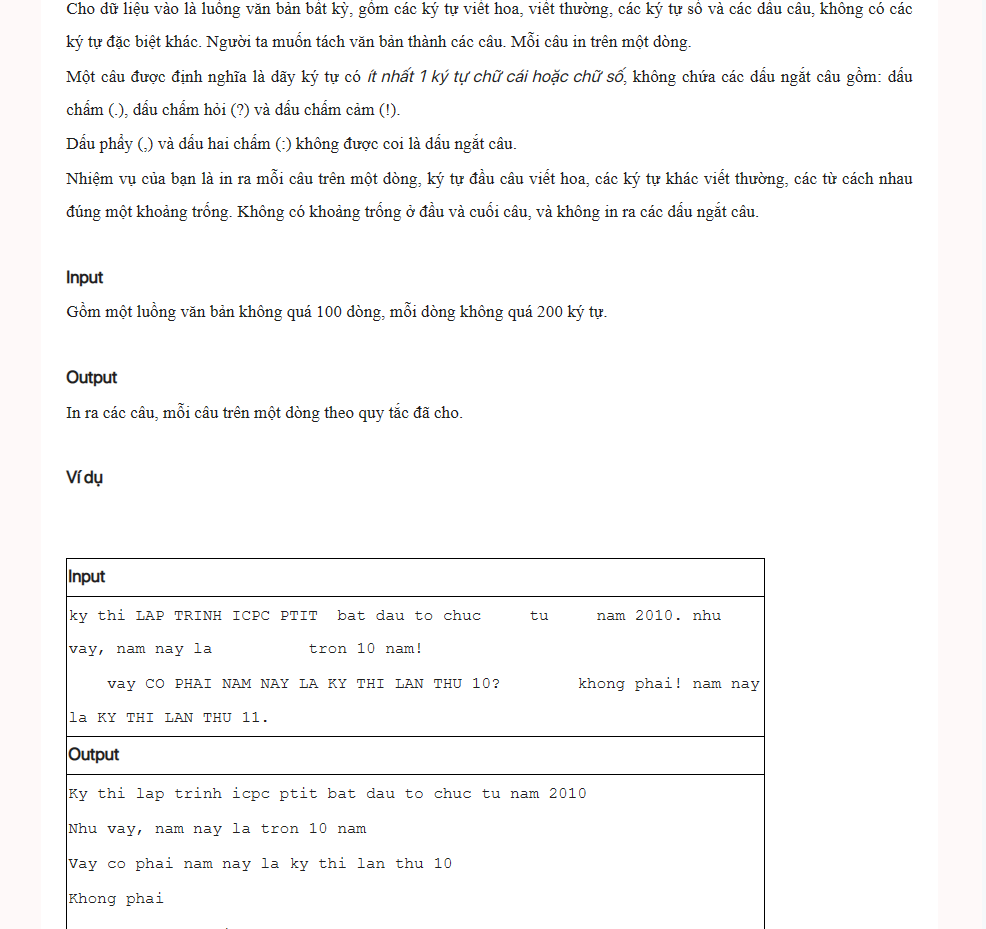 Cho dữ liệu vào là luồng văn bản bất kỳ, gồm các ký tự viết hoa, viết thường, các ký tự số và các dấu câu, không có các
ký tự đặc biệt khác. Người ta muốn tách văn bản thành các câu. Mỗi câu in trên một dòng.
Một câu được định nghĩa là dãy ký tự có ít nhất 1 ký tự chữ cái hoặc chữ số, không chứa các dấu ngắt câu gồm: dấu
chấm (.), dấu chấm hỏi (?) và dấu chấm cảm (!).
Dấu phẩy (,) và dấu hai chấm (:) không được coi là dấu ngắt câu.
Nhiệm vụ của bạn là in ra mỗi câu trên một dòng, ký tự đầu câu viết hoa, các ký tự khác viết thường, các từ cách nhau
đúng một khoảng trống. Không có khoảng trống ở đầu và cuối câu, và không in ra các dấu ngắt câu.
Input
Gồm một luồng văn bản không quá 100 dòng, mỗi dòng không quá 200 ký tự.
Output
In ra các câu, mỗi câu trên một dòng theo quy tắc đã cho.
Ví dụ
Input
ky thi LAP TRINH ICPC PTIT  bat dau to chuc     tu     nam 2010. nhu
vay, nam nay la          tron 10 nam!
    vay CO PHAI NAM NAY LA KY THI LAN THU 10?        khong phai! nam nay
la KY THI LAN THU 11.
Output
Ky thi lap trinh icpc ptit bat dau to chuc tu nam 2010
Nhu vay, nam nay la tron 10 nam
Vay co phai nam nay la ky thi lan thu 10
Khong phai